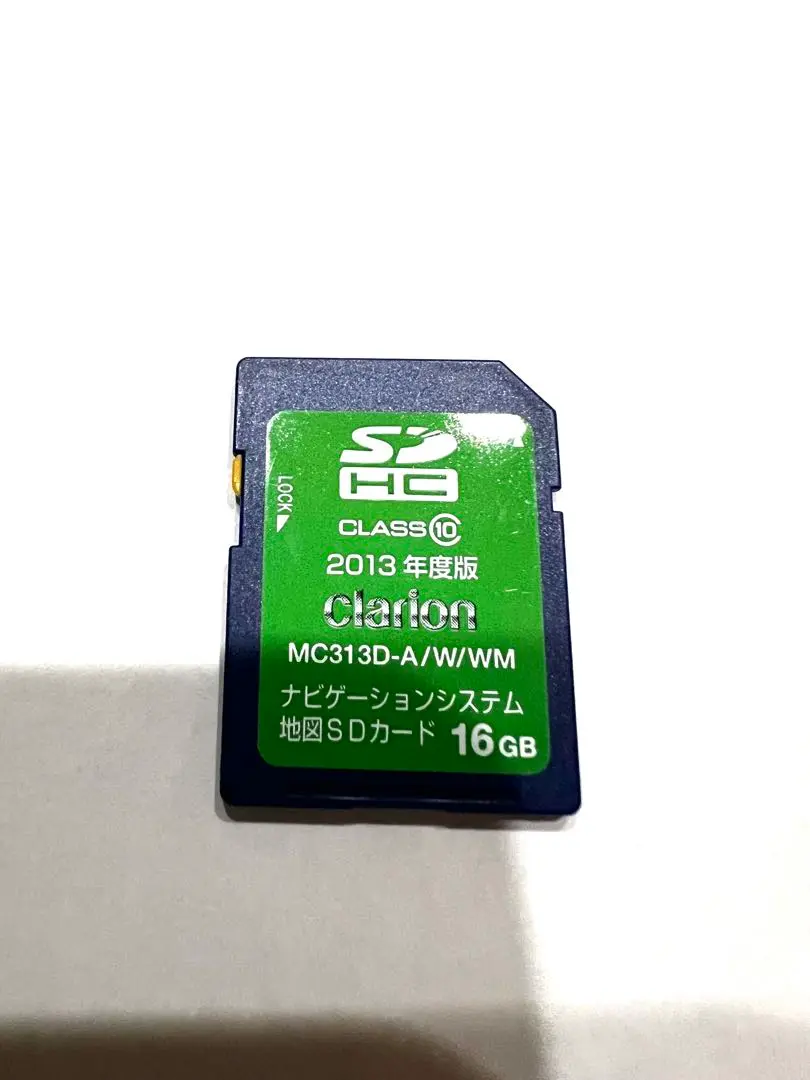 SD
HC
LOCK
CLASS 10
2013 年度版
clarion
MC313D-A/W/WM
ナビゲーションシステム
地図SDカード 16GB